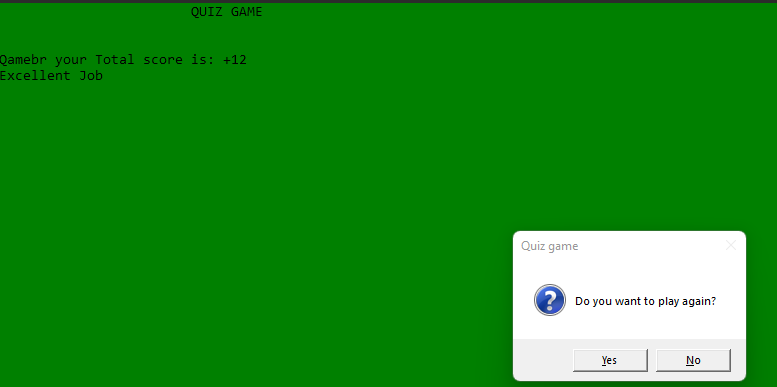 QUIZ GAME
Qamebr your Total score is: +12
Excellent Job
Quiz game
Do you want to play again?
Yes
No